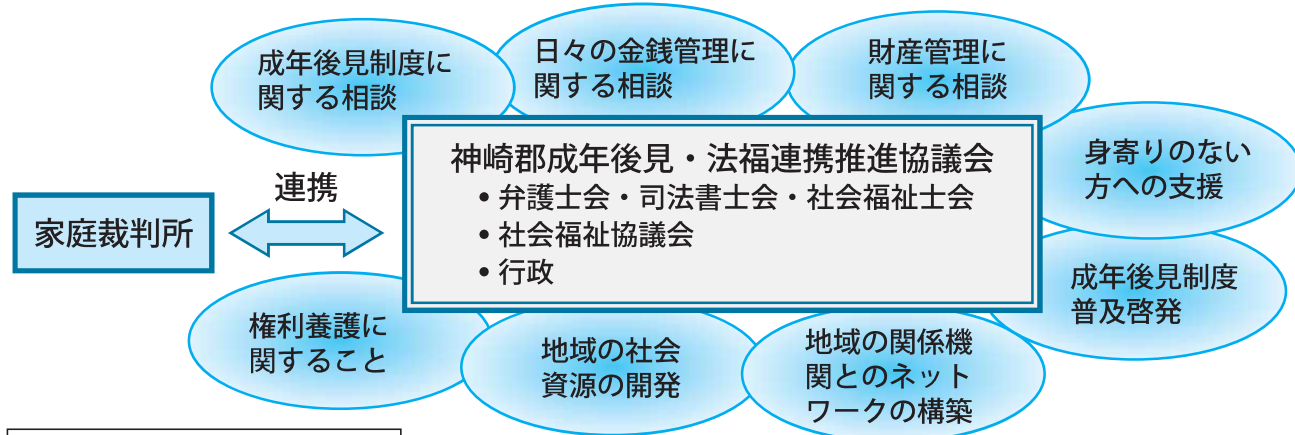 成年後見制度に
関する相談
日々の金銭管理に
関する相談
財産管理に
関する相談
身寄りのない
方への支援
神崎郡成年後見・法福連携推進協議会
• 弁護士会・司法書士会・社会福祉士会
• 社会福祉協議会
• 行政
連携
家庭裁判所
成年後見制度
普及啓発
権利養護に
関すること
地域の社会
資源の開発
地域の関係機
関とのネット
ワークの構築